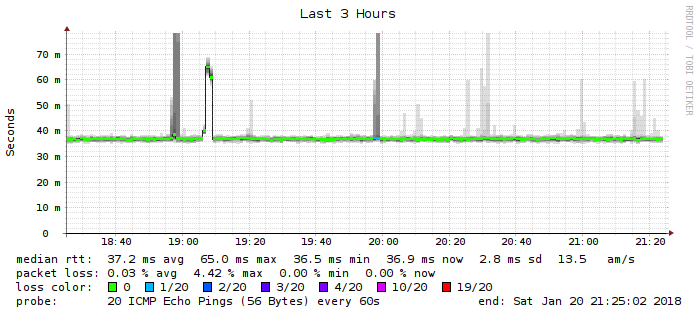 Last 3 Hours
RRDTOOL / TOBI OETIKER
Seconds
70 m
60 m
50 m
40 m
30 m
20 m
10 m
0
18:40 19:00 19:20 19:40 20:00 20:20 20:40 21:00 21:20
median rtt: 37.2 ms avg 65.0 ms max 36.5 ms min 36.9 ms now 2.8 ms sd 13.5 am/s
packet loss: 0.03 % avg 4.42 % max 0.00 % min 0.00 % now
loss color: 0 1/20 2/20 3/20 4/20 10/20 19/20
probe: 20 ICMP Echo Pings (56 Bytes) every 60s end: Sat Jan 20 21:25:02 2018